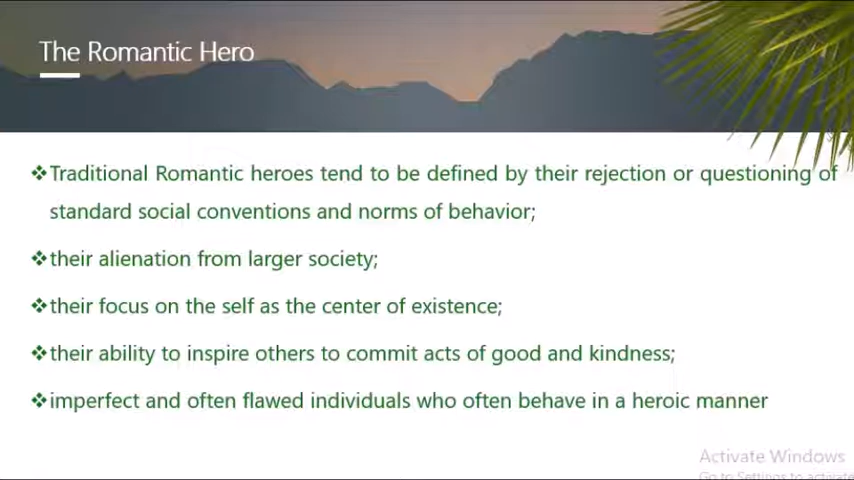 The Romantic Hero
❖Traditional Romantic heroes tend to be defined by their rejection or questioning of
standard social conventions and norms of behavior;
❖their alienation from larger society;
❖their focus on the self as the center of existence;
❖their ability to inspire others to commit acts of good and kindness;
❖imperfect and often flawed individuals who often behave in a heroic manner
Activate Windows
Go to Settings to activate